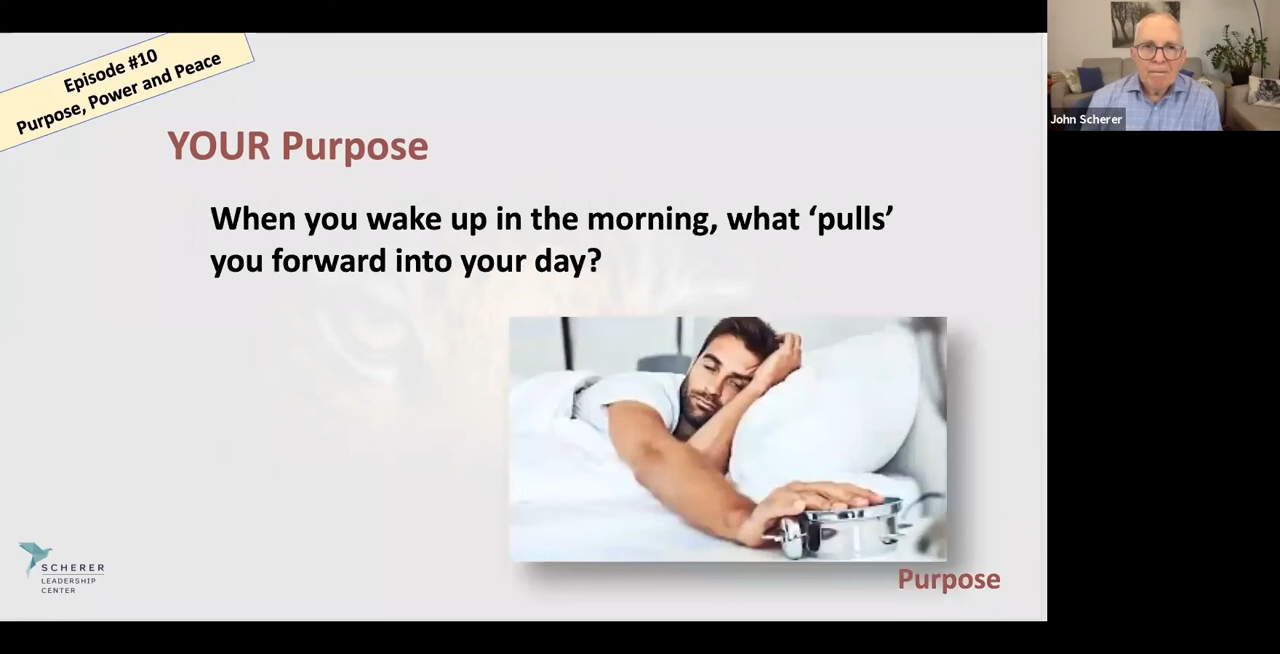 Episode #10
Purpose, Power and Peace
YOUR Purpose
When you wake up in the morning, what ‘pulls’
you forward into your day?
Purpose
SCHERER
LEADERSHIP
CENTER
John Scherer